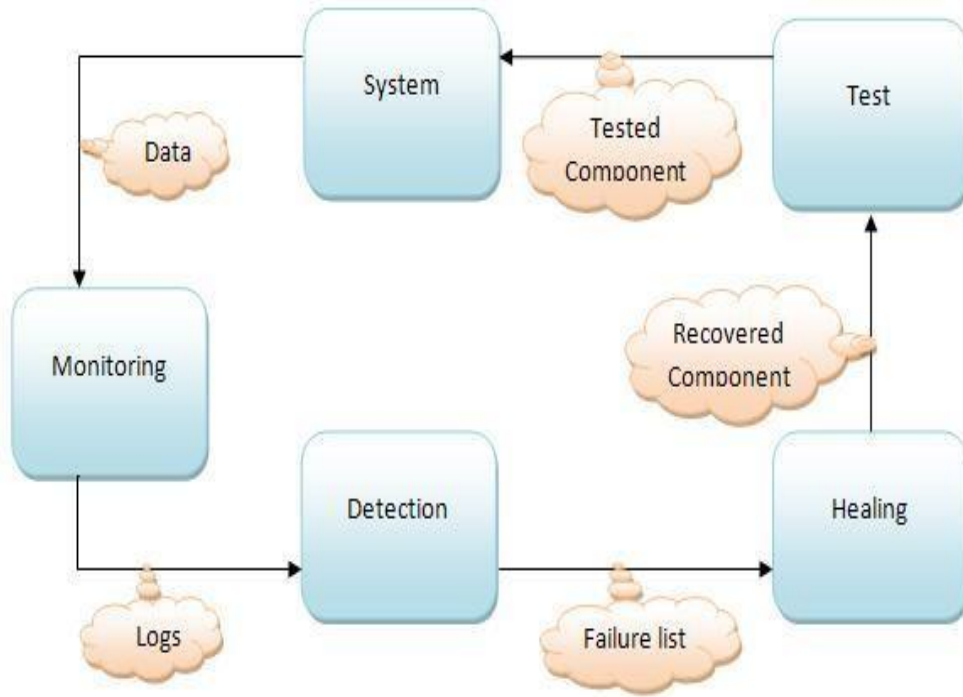 System
Test
Tested
Component
Data
Monitoring
Recovered
Component
Detection
Healing
Logs
Failure list